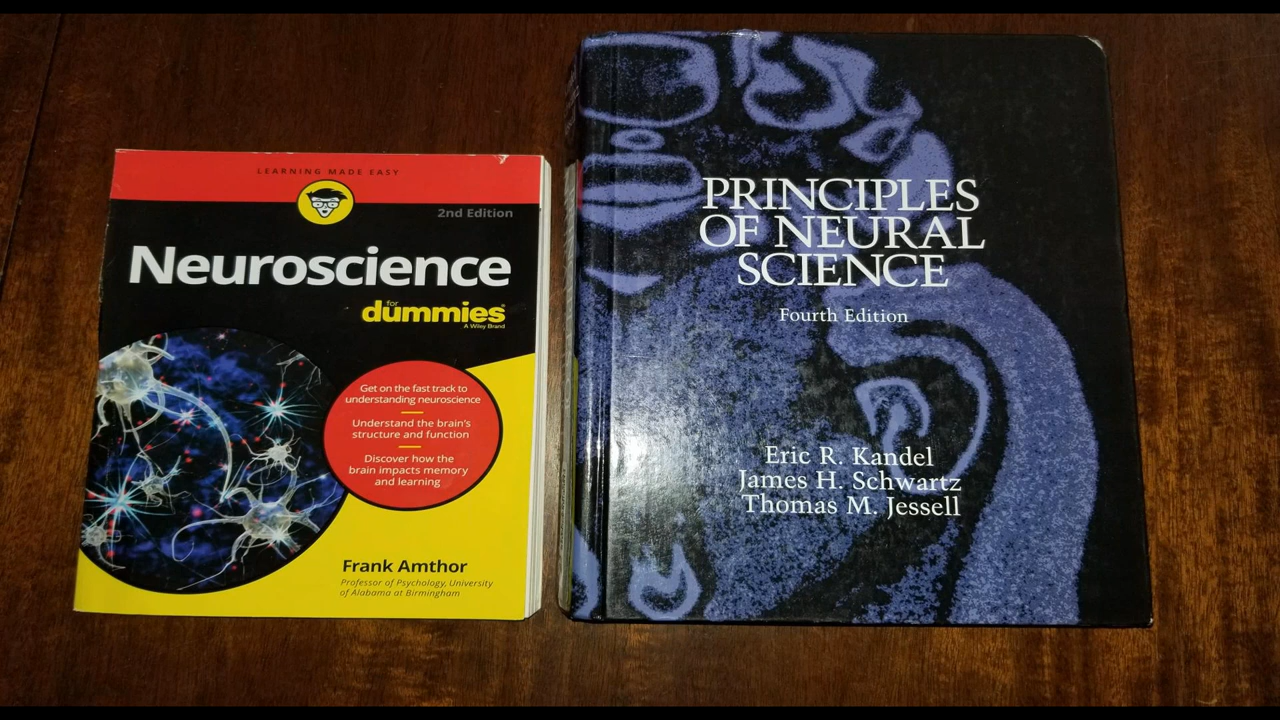 LEARNING MADE EASY
2nd Edition
Neuroscience
for
dummies®
A Wiley Brand
Get on the fast track to
understanding neuroscience
Understand the brain's
structure and function
Discover how the
brain impacts memory
and learning
Frank Amthor
Professor of Psychology, University
of Alabama at Birmingham
PRINCIPLES
OF NEURAL
SCIENCE
Fourth Edition
Eric R. Kandel
James H. Schwartz
Thomas M. Jessell